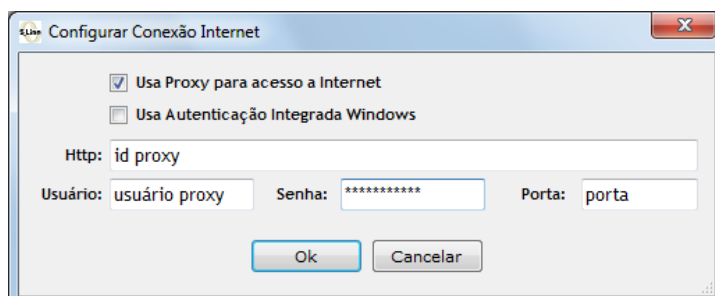 S_Line Configurar Conexão Internet
Usa Proxy para acesso a Internet
Usa Autenticação Integrada Windows
Http: id proxy
Usuário: usuário proxy Senha: *********** Porta: porta
Ok Cancelar